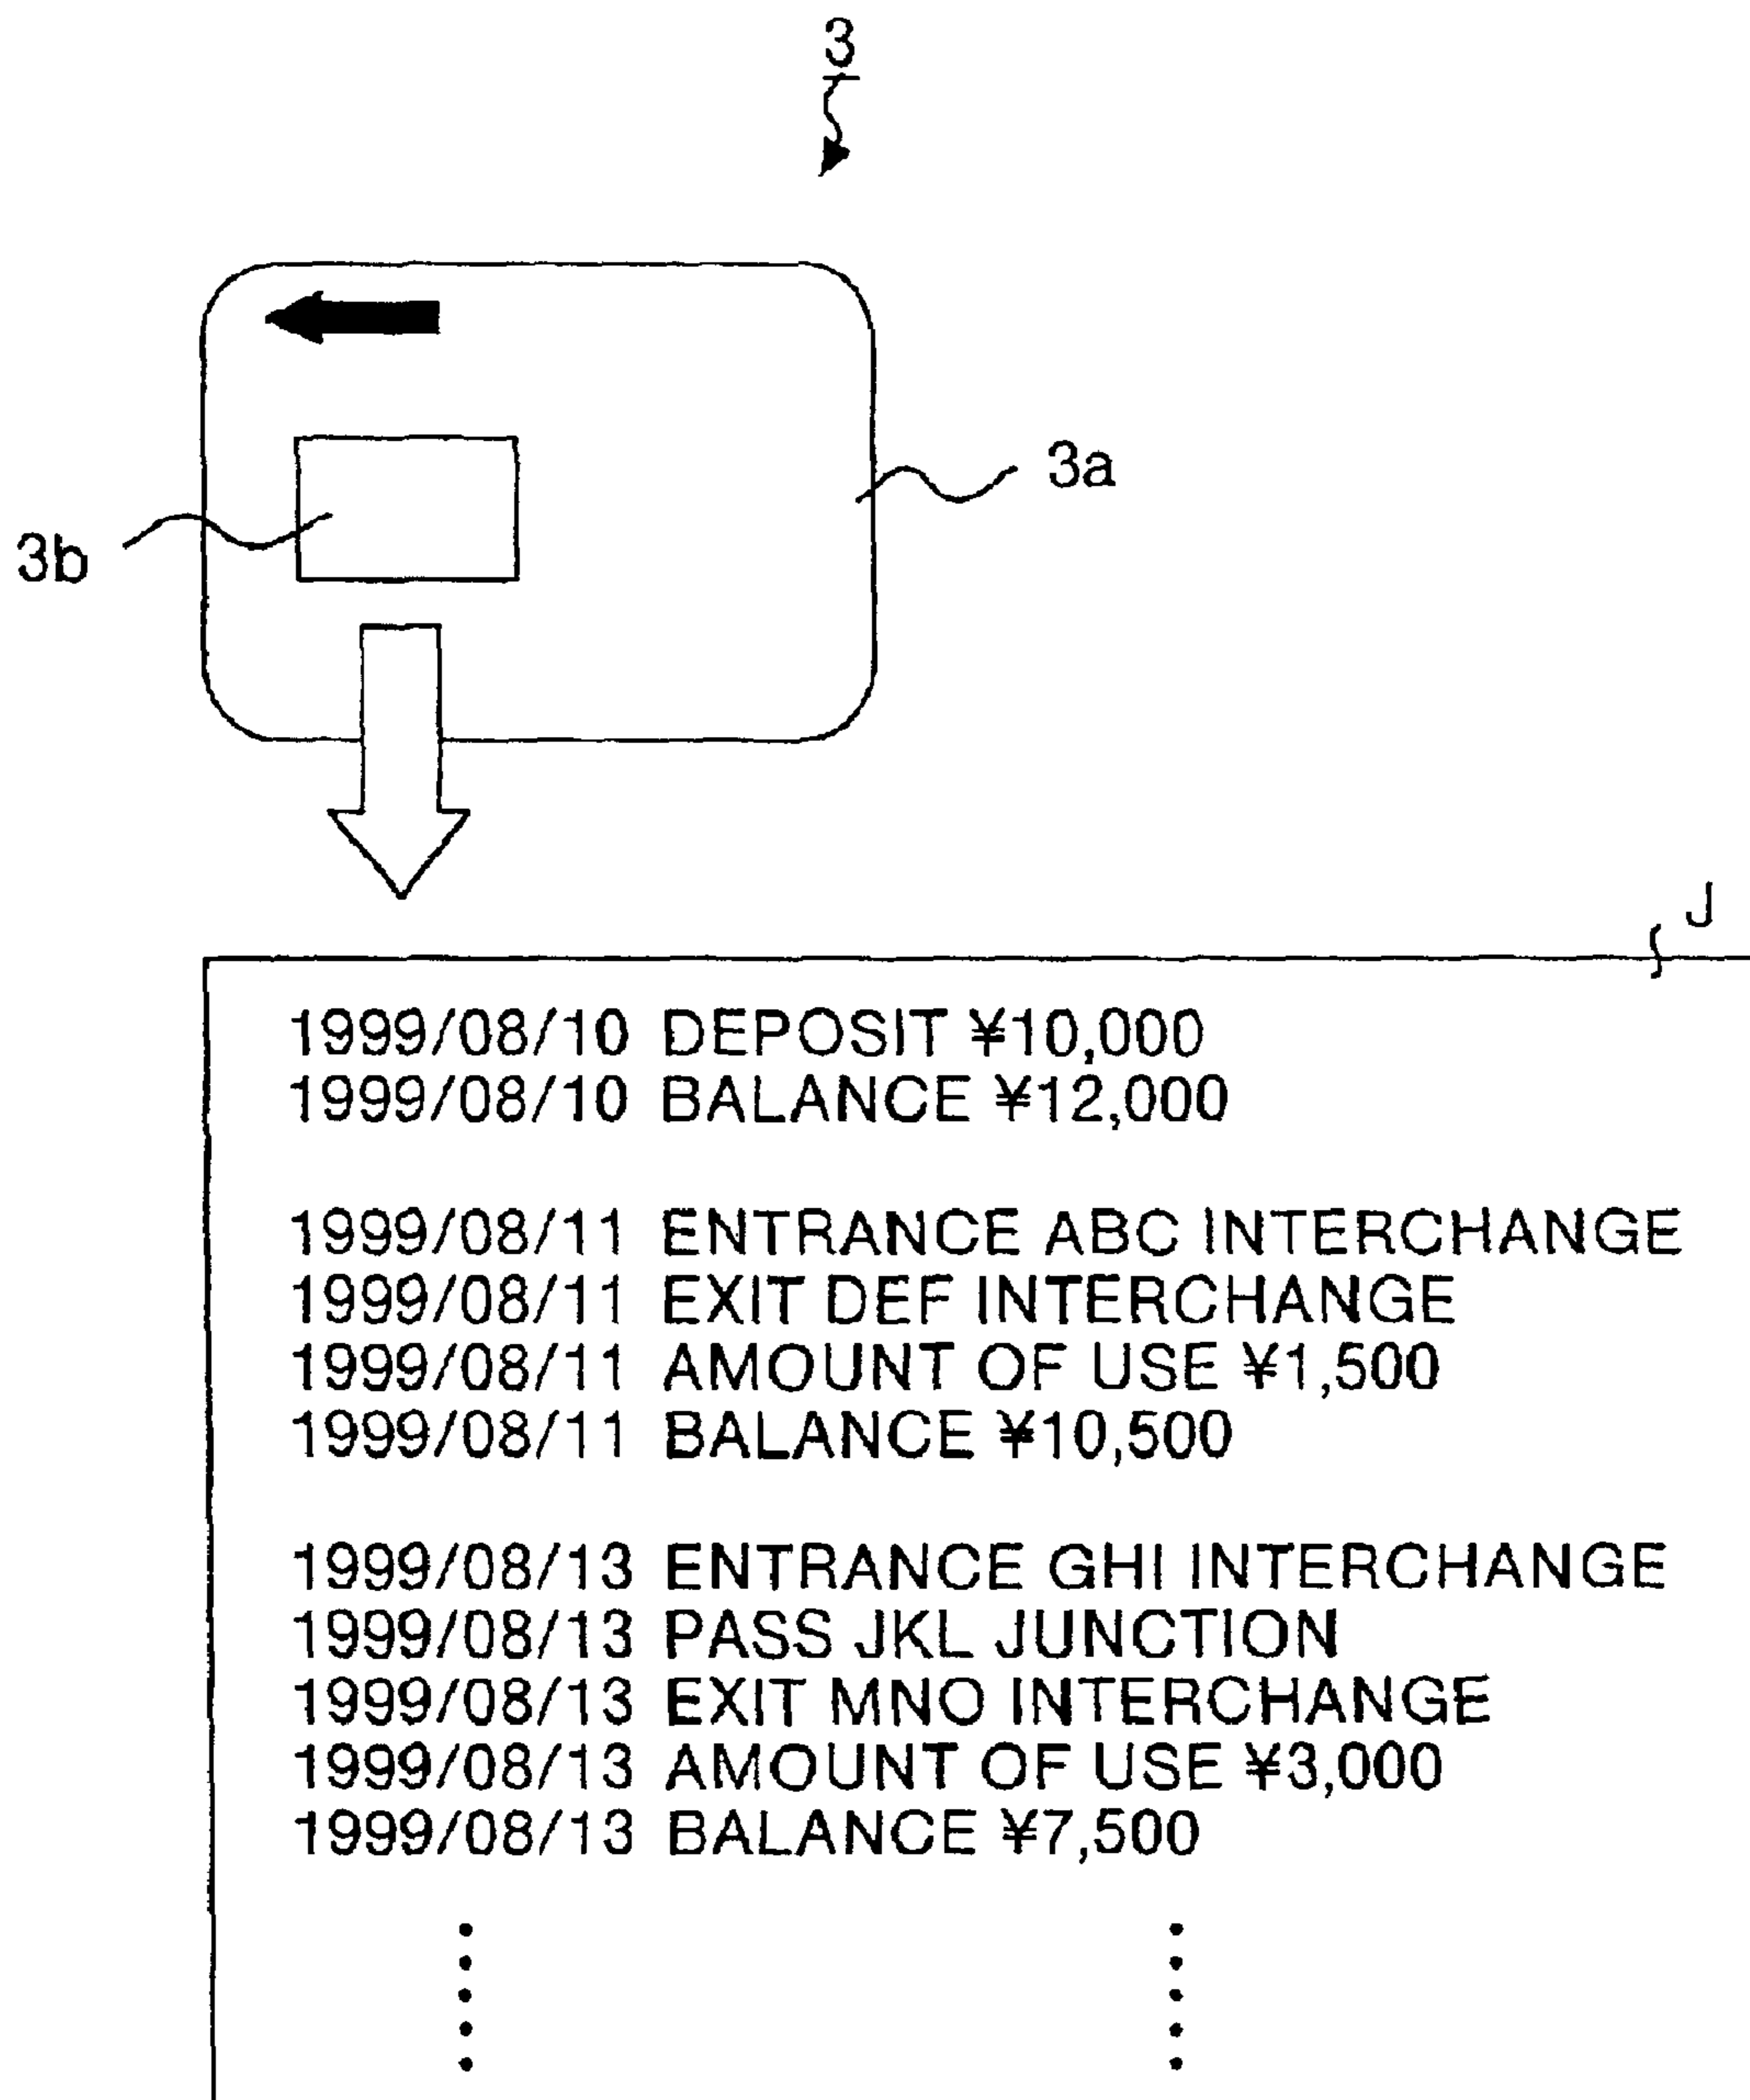 3
3a
3b
J
1999/08/10 DEPOSIT ¥10,000
1999/08/10 BALANCE ¥12,000
1999/08/11 ENTRANCE ABC INTERCHANGE
1999/08/11 EXIT DEF INTERCHANGE
1999/08/11 AMOUNT OF USE ¥1,500
1999/08/11 BALANCE ¥10,500
1999/08/13 ENTRANCE GHI INTERCHANGE
1999/08/13 PASS JKL JUNCTION
1999/08/13 EXIT MNO INTERCHANGE
1999/08/13 AMOUNT OF USE ¥3,000
1999/08/13 BALANCE ¥7,500